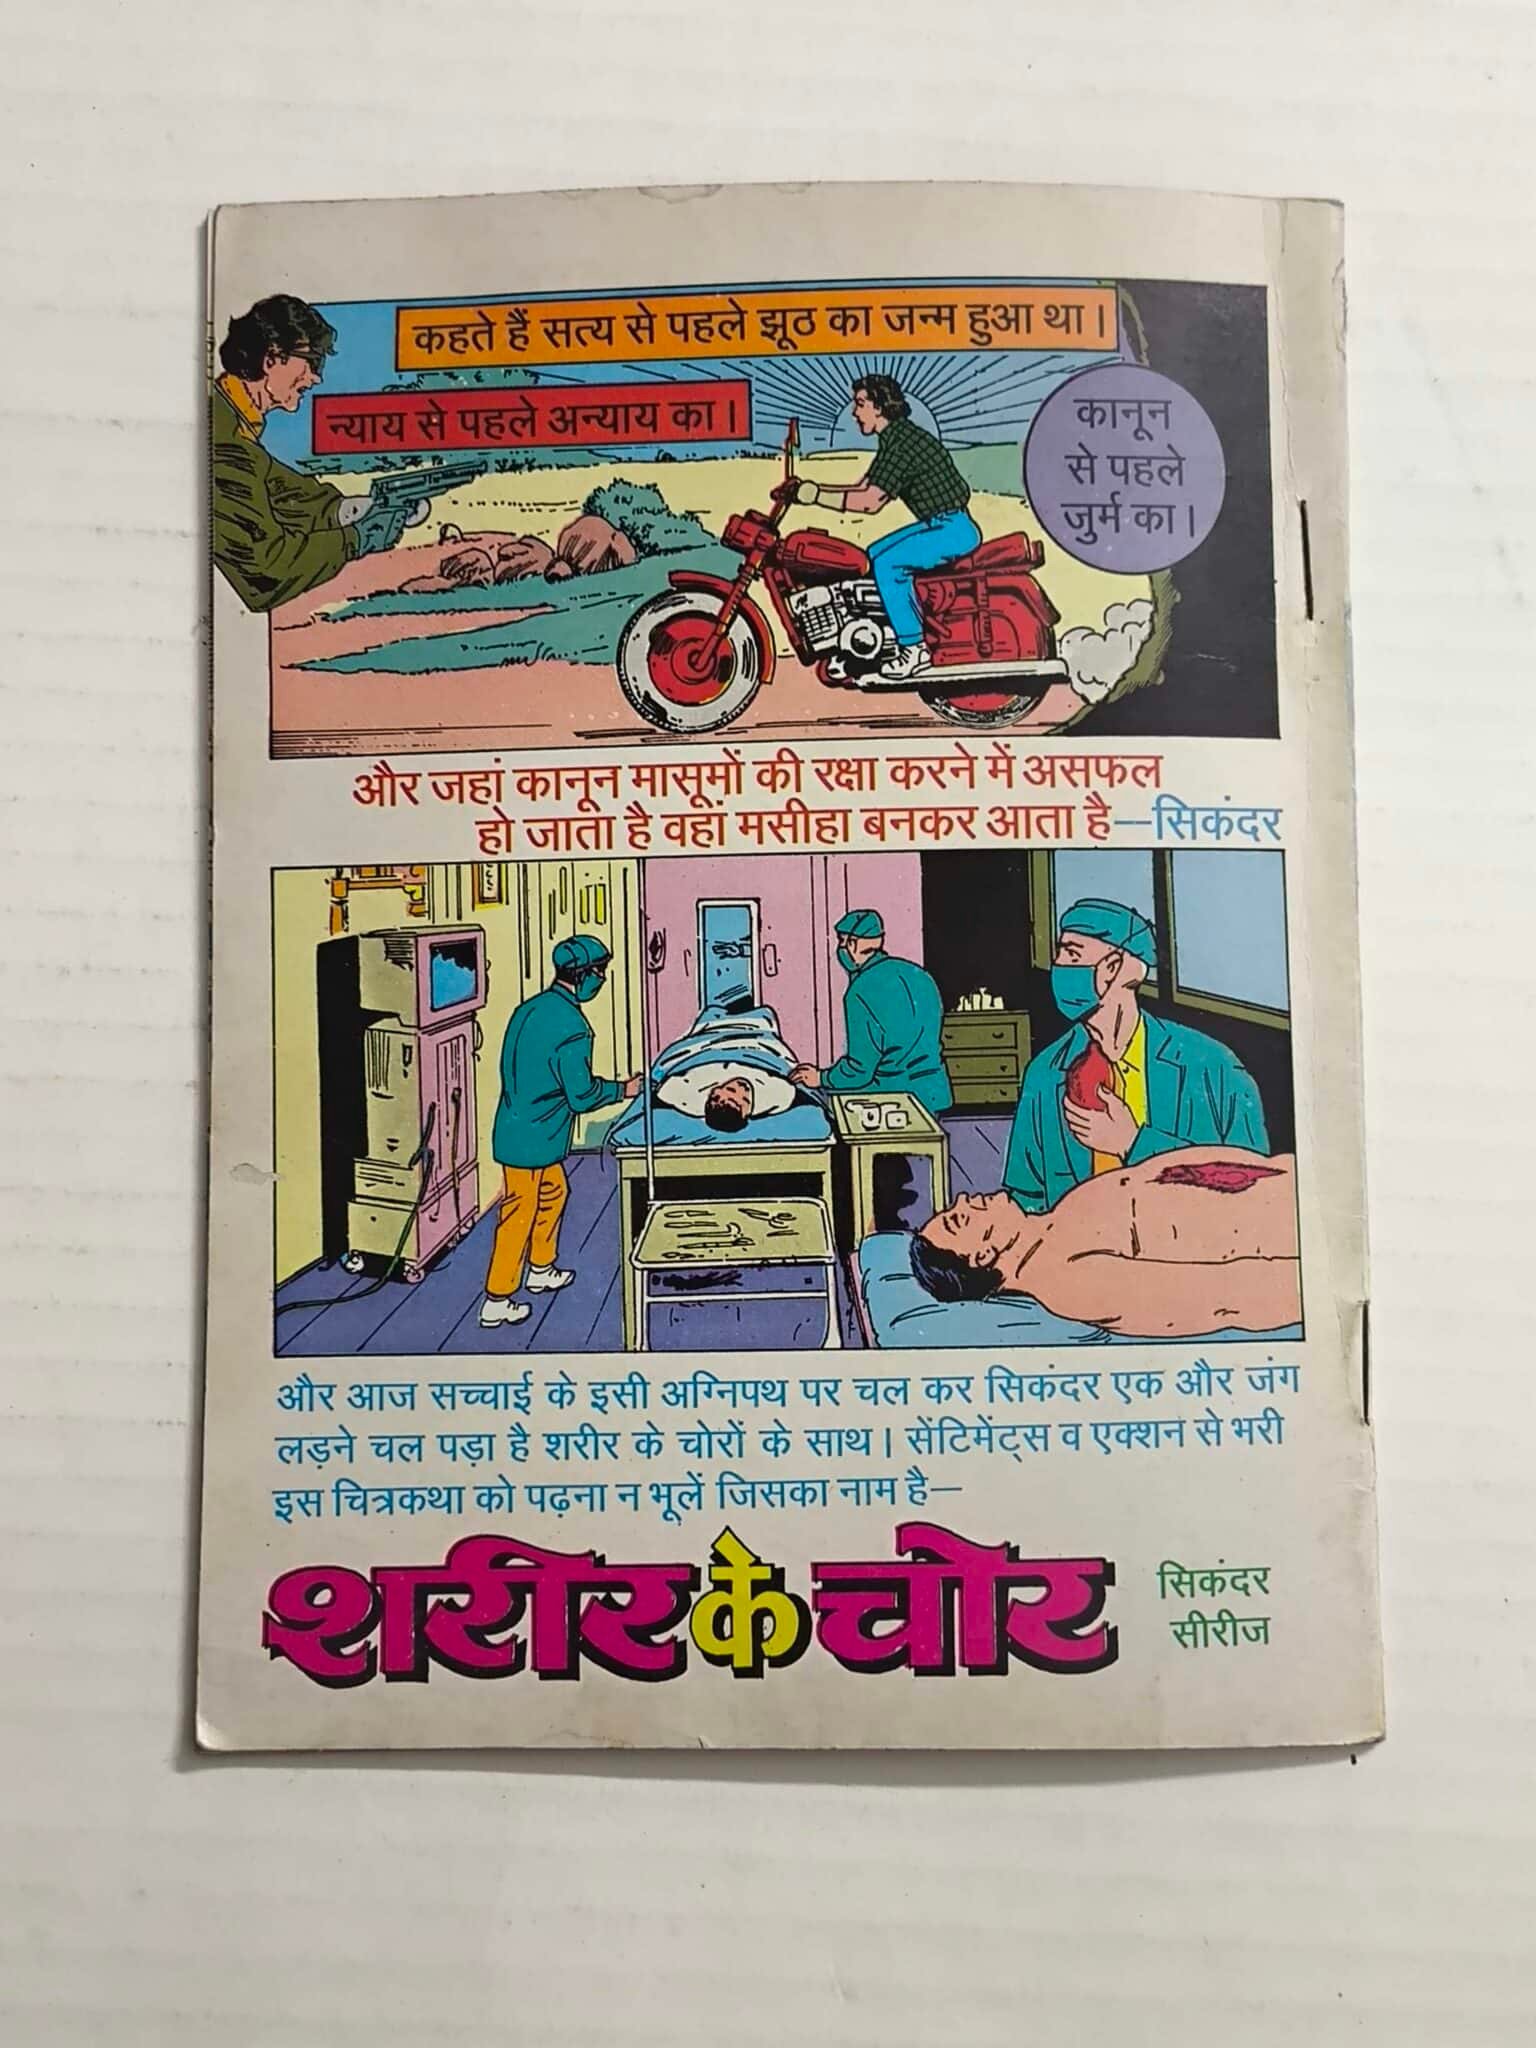 कहते हैं सत्य से पहले झूठ का जन्म हुआ था।
न्याय से पहले अन्याय का।
कानून
से पहले
जुर्म का।
और जहां कानून मासूमों की रक्षा करने में असफल
हो जाता है वहां मसीहा बनकर आता है—सिकंदर
और आज सच्चाई के इसी अग्निपथ पर चल कर सिकंदर एक और जंग
लड़ने चल पड़ा है शरीर के चोरों के साथ। सेंटिमेंट्स व एक्शन से भरी
इस चित्रकथा को पढ़ना न भूलें जिसका नाम है—
शरीर के चोर
सिकंदर
सीरीज